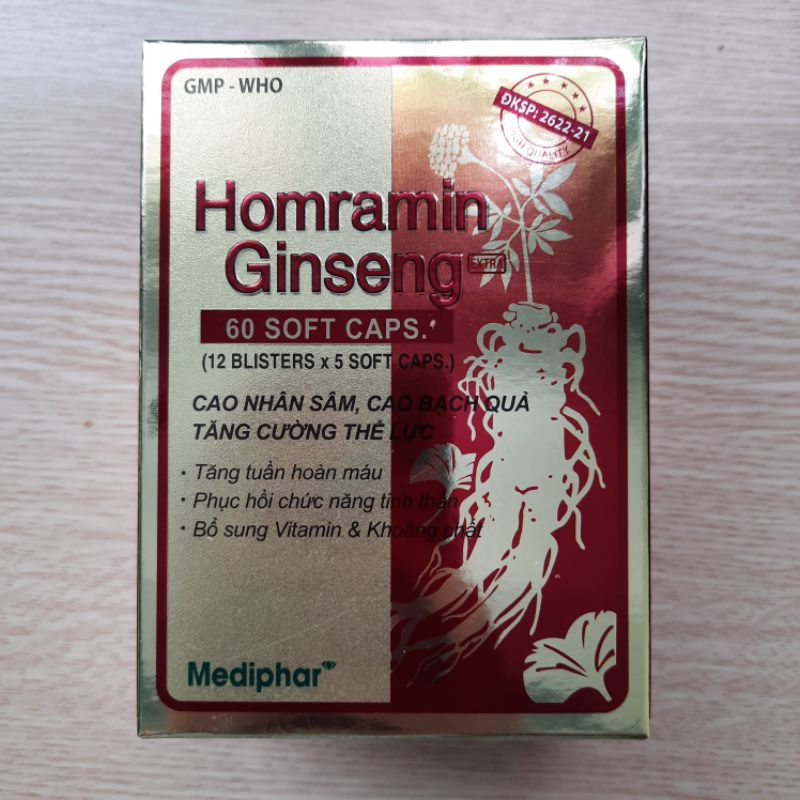 GMP - WHO
ĐKSP: 2622-21
HIGH QUALITY
Homramin
Ginseng EXTRA
60 SOFT CAPS.
(12 BLISTERS x 5 SOFT CAPS.)
CAO NHÂN SÂM, CAO BẠCH QUẢ
TĂNG CƯỜNG THỂ LỰC
• Tăng tuần hoàn máu
• Phục hồi chức năng tinh thần
• Bổ sung Vitamin & Khoáng chất
Mediphar